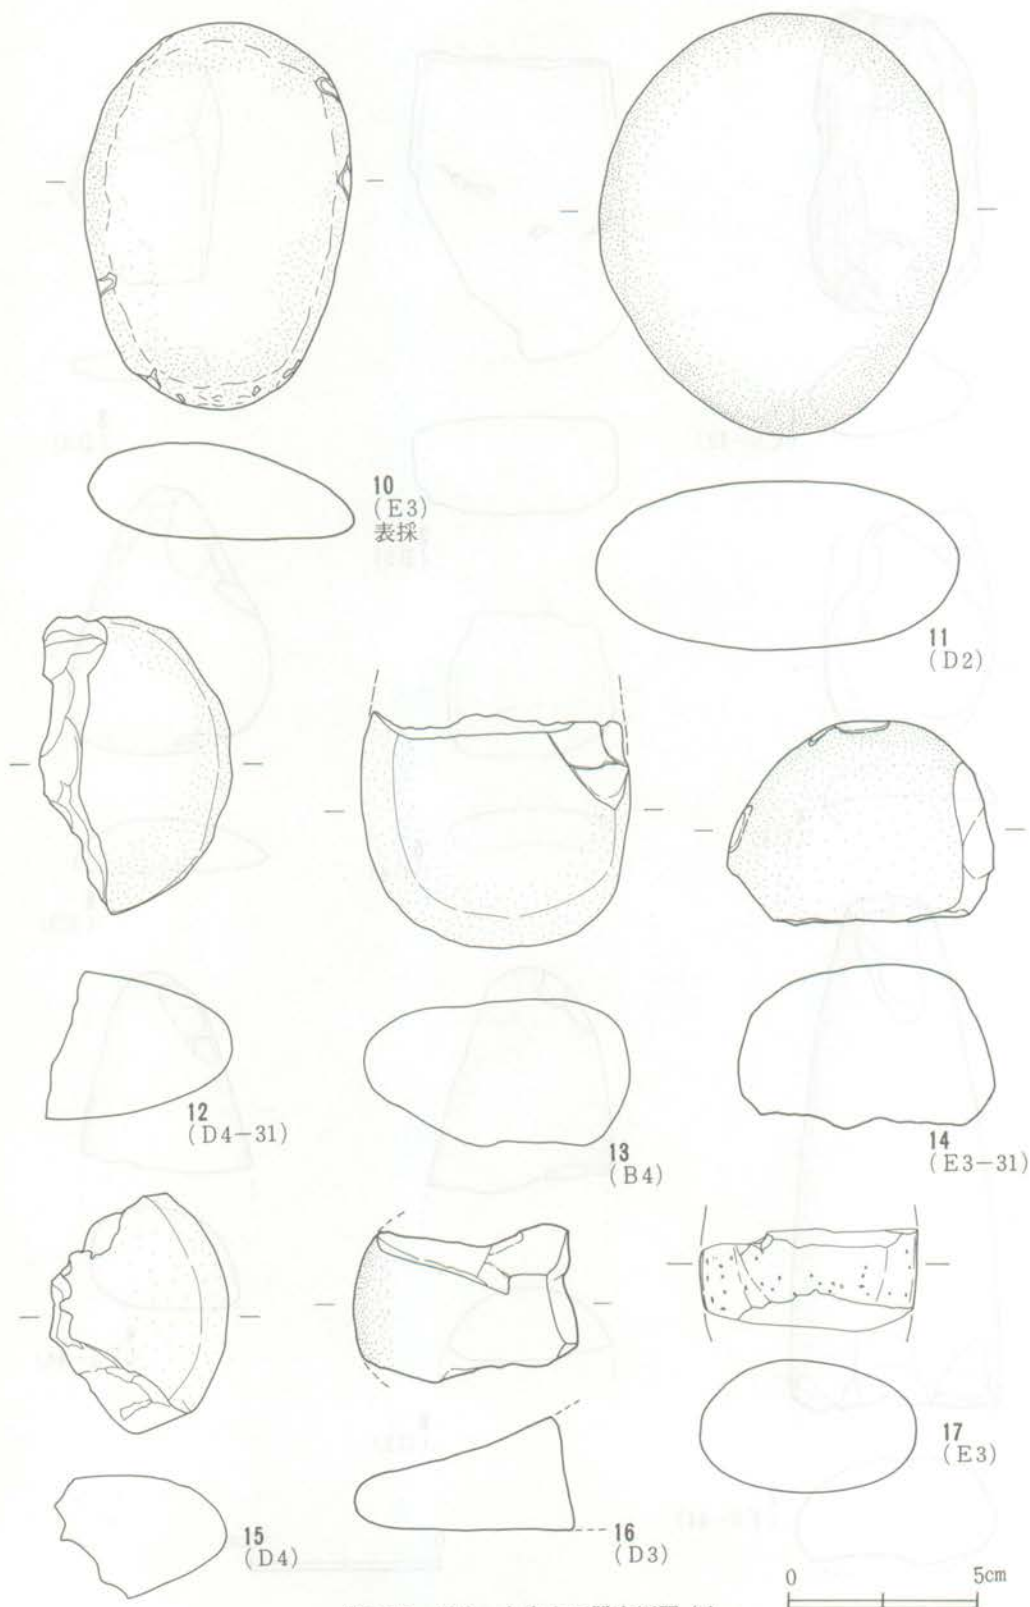 10
(E3)
表採
11
(D2)
12
(D4-31)
13
(B4)
14
(E3-31)
15
(D4)
16
(D3)
17
(E3)
0 5cm